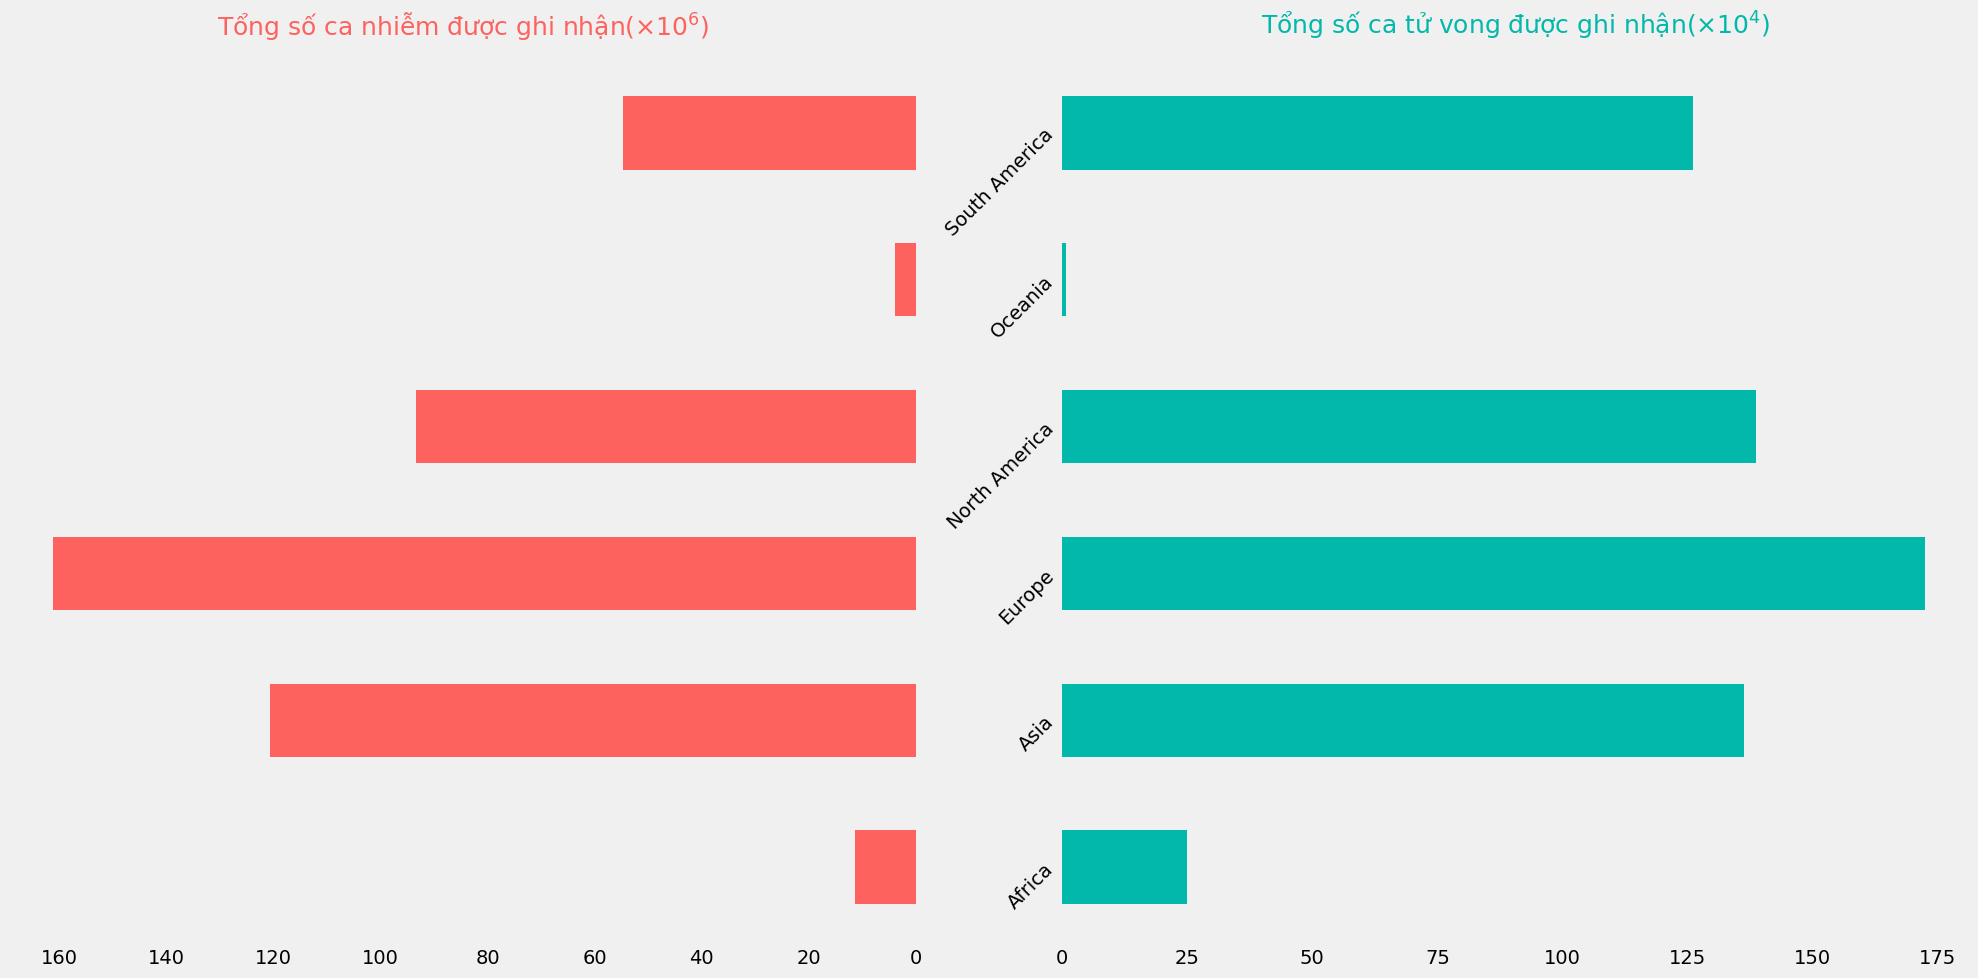 Tổng số ca nhiễm được ghi nhận(×10⁶)
Tổng số ca tử vong được ghi nhận(×10⁴)
South America
Oceania
North America
Europe
Asia
Africa
160 140 120 100 80 60 40 20 0
0 25 50 75 100 125 150 175